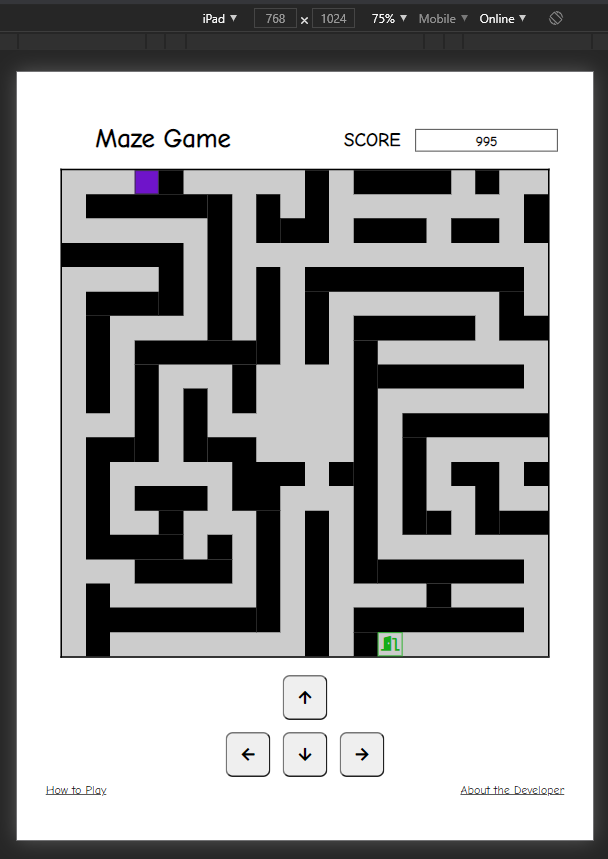 iPad ▼ 768 × 1024 75% ▼ Mobile ▼ Online ▼
Maze Game SCORE 995
How to Play About the Developer